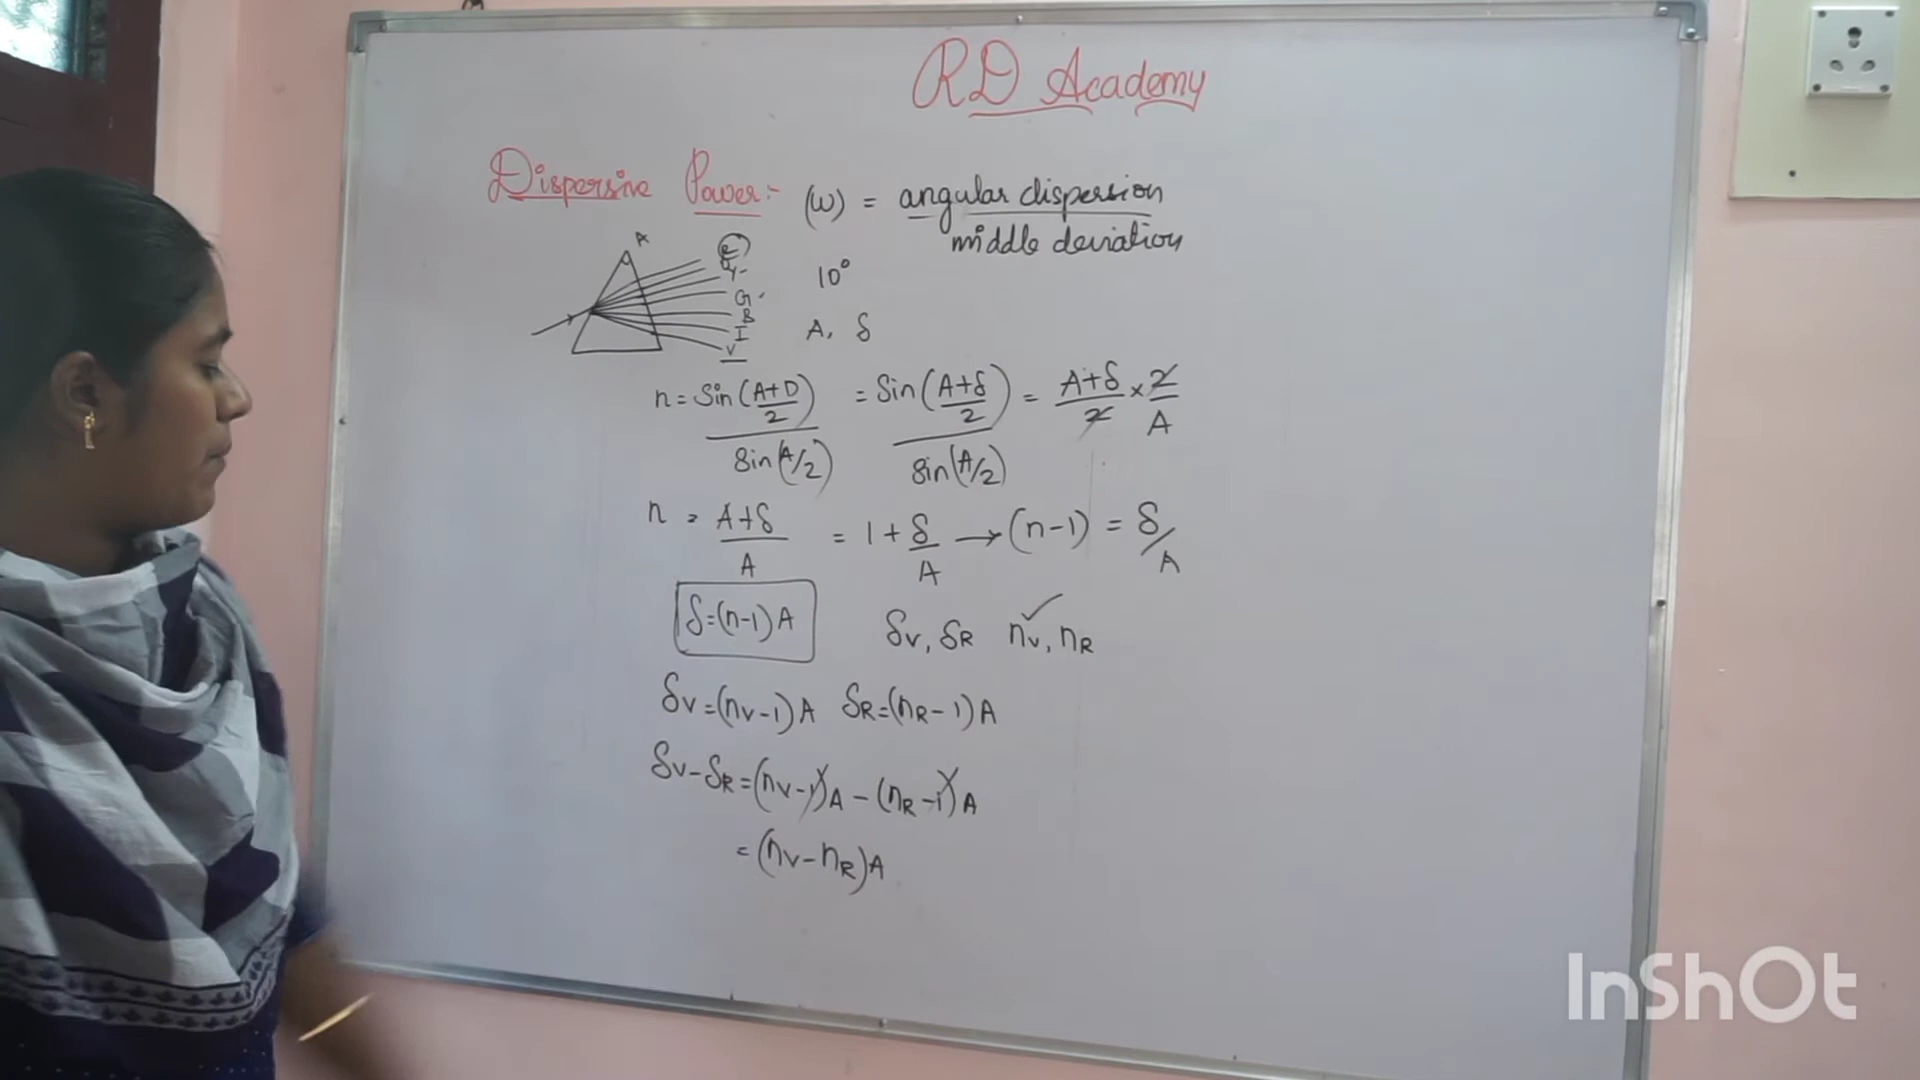 RD Academy
Dispersive Power:- (ω) = angular dispersion / middle deviation
A
R
Y
G
B
I
V
10°
A, δ
n = Sin(A+D/2) / Sin(A/2) = Sin(A+δ/2) / Sin(A/2) = A+δ/2 × 2/A
n = A+δ/A = 1 + δ/A → (n-1) = δ/A
δ=(n-1)A δV, δR nV, nR
δV=(nV-1)A δR=(nR-1)A
δV-δR=(nV-1)A-(nR-1)A
=(nV-nR)A
InShOt